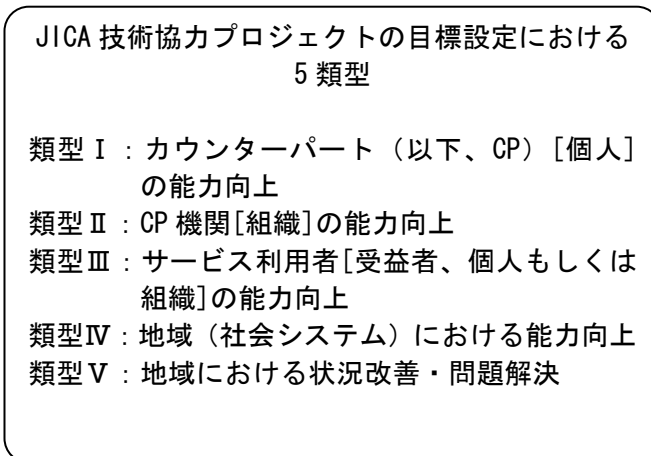 JICA 技術協力プロジェクトの目標設定における
5 類型
類型Ⅰ：カウンターパート（以下、CP）[個人]
の能力向上
類型Ⅱ：CP 機関[組織]の能力向上
類型Ⅲ：サービス利用者[受益者、個人もしくは
組織]の能力向上
類型Ⅳ：地域（社会システム）における能力向上
類型Ⅴ：地域における状況改善・問題解決